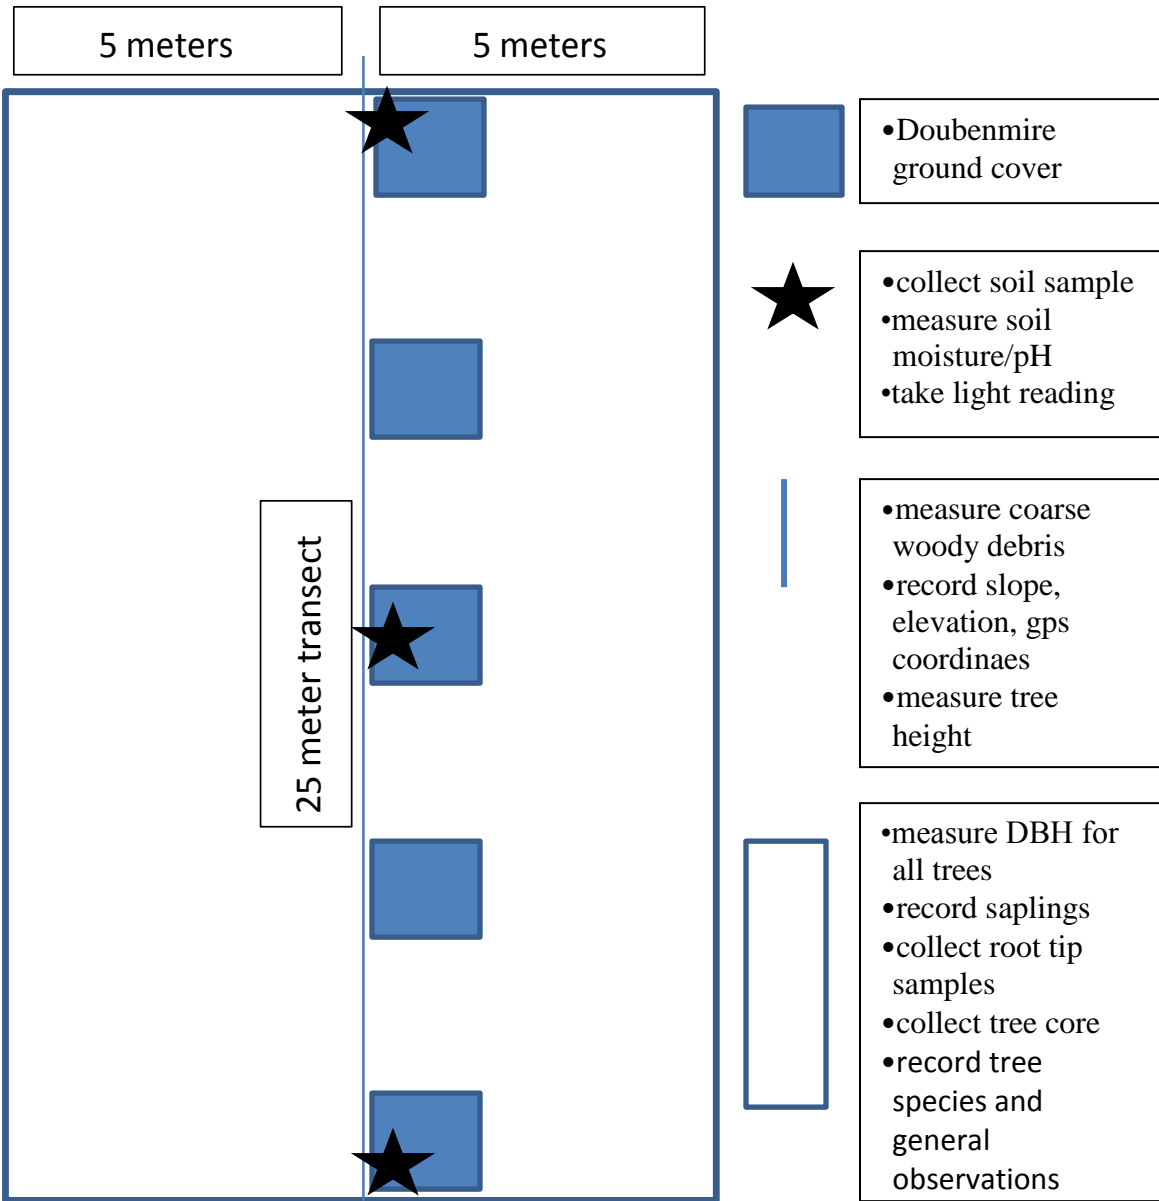 5 meters
5 meters
25 meter transect
•Doubenmire
ground cover
•collect soil sample
•measure soil
moisture/pH
•take light reading
•measure coarse
woody debris
•record slope,
elevation, gps
coordinaes
•measure tree
height
•measure DBH for
all trees
•record saplings
•collect root tip
samples
•collect tree core
•record tree
species and
general
observations